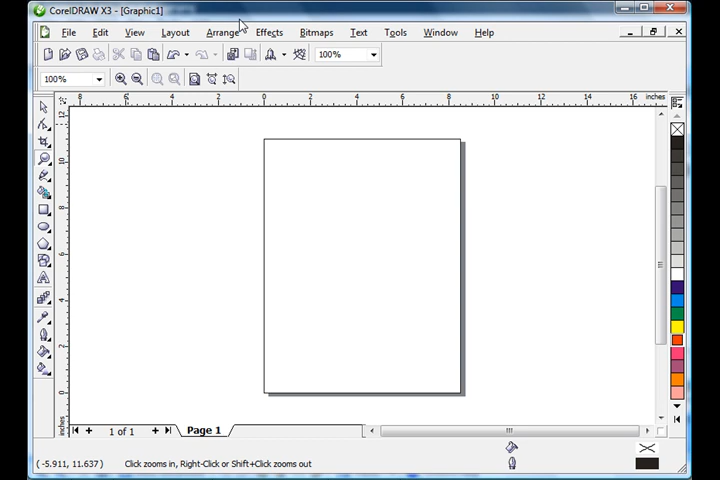 CorelDRAW X3 - [Graphic1]
File Edit View Layout Arrange Effects Bitmaps Text Tools Window Help
100%
100%
8 6 4 2 0 2 4 6 8 10 12 14 16 inches
12
10
8
6
4
2
0
inches
1 of 1 Page 1
( -5.911, 11.637) Click zooms in, Right-Click or Shift+Click zooms out